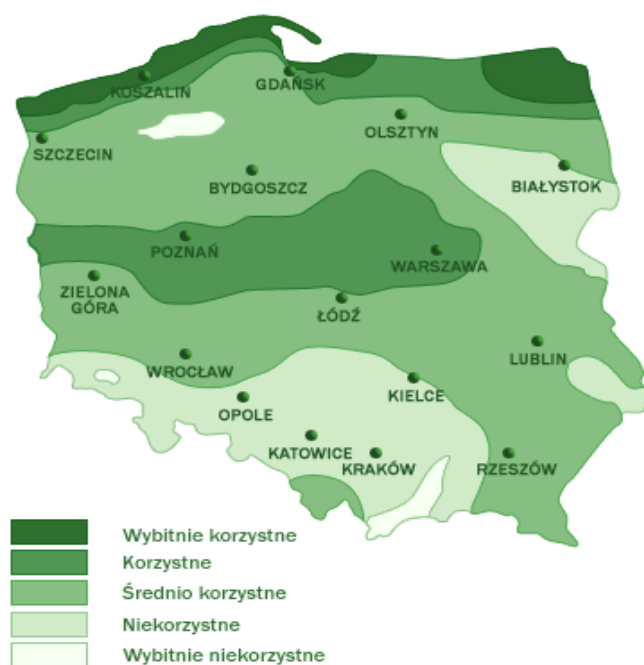 KOSZALIN
GDAŃSK
OLSZTYN
SZCZECIN
BYDGOSZCZ
BIAŁYSTOK
POZNAŃ
WARSZAWA
ZIELONA
GÓRA
ŁÓDŹ
LUBLIN
WROCŁAW
KIELCE
OPOLE
KATOWICE
KRAKÓW
RZESZÓW
Wybitnie korzystne
Korzystne
Średnio korzystne
Niekorzystne
Wybitnie niekorzystne